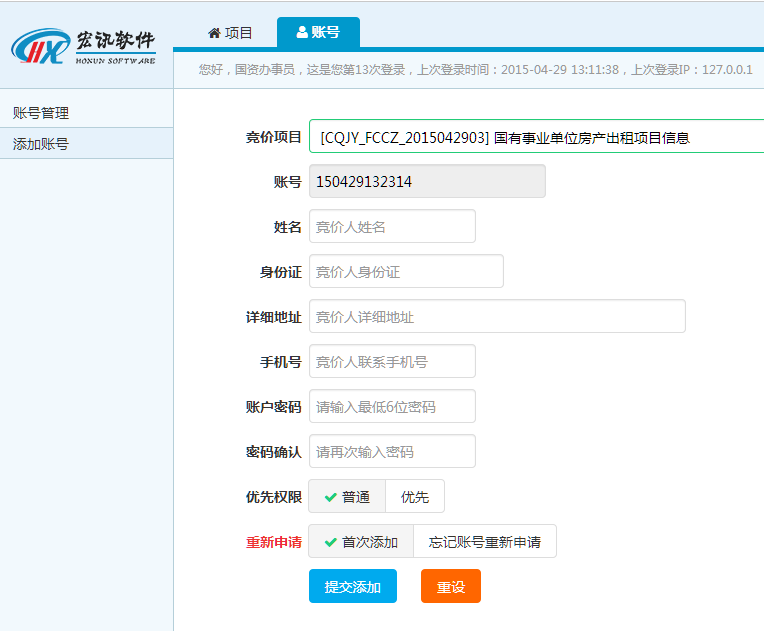 宏讯软件
HONXUN SOFTWARE
项目
账号
您好，国资办事员，这是您第13次登录，上次登录时间：2015-04-29 13:11:38，上次登录IP：127.0.0.1
账号管理
添加账号
竞价项目 [CQJY_FCCZ_2015042903] 国有事业单位房产出租项目信息
账号 150429132314
姓名 竞价人姓名
身份证 竞价人身份证
详细地址 竞价人详细地址
手机号 竞价人联系手机号
账户密码 请输入最低6位密码
密码确认 请再次输入密码
优先权限 普通 优先
重新申请 首次添加 忘记账号重新申请
提交添加 重设